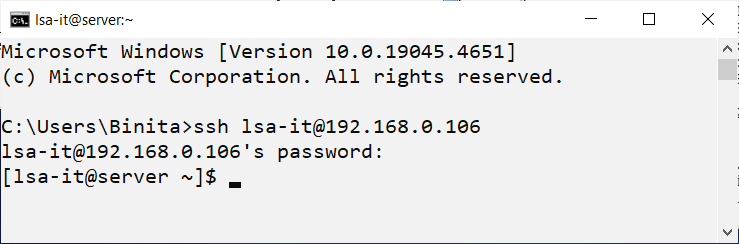 lsa-it@server:~
Microsoft Windows [Version 10.0.19045.4651]
(c) Microsoft Corporation. All rights reserved.
C:\Users\Binita>ssh lsa-it@192.168.0.106
lsa-it@192.168.0.106's password:
[lsa-it@server ~]$